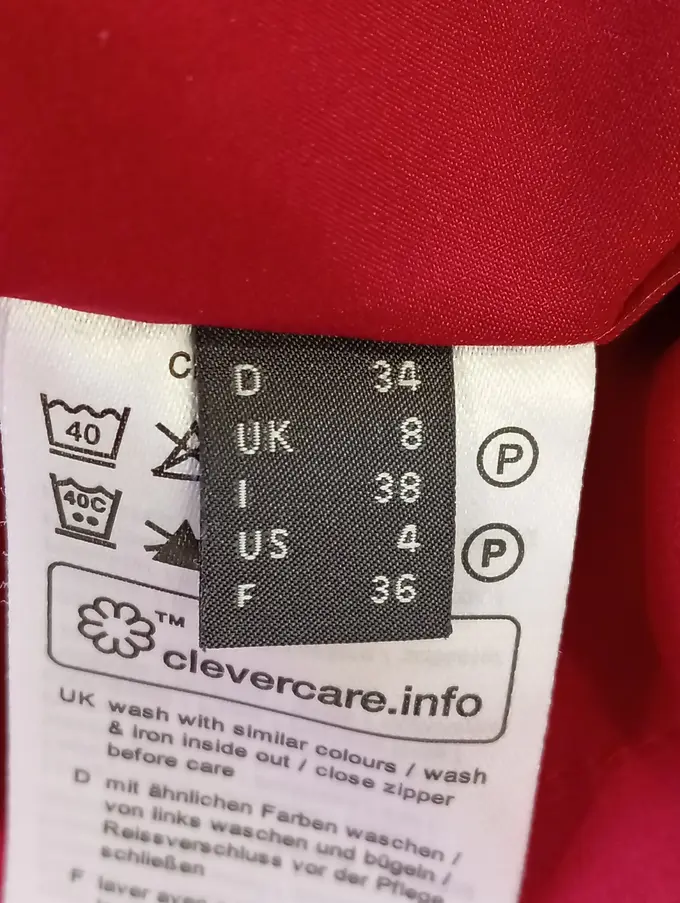 C
D 34
UK 8
I 38
US 4
F 36
40
40C
P
P
TM
clevercare.info
UK wash with similar colours / wash
& iron inside out / close zipper
before care
D mit ähnlichen Farben waschen /
von links waschen und bügeln /
Reissverschluss vor der Pflege
schließen
F laver